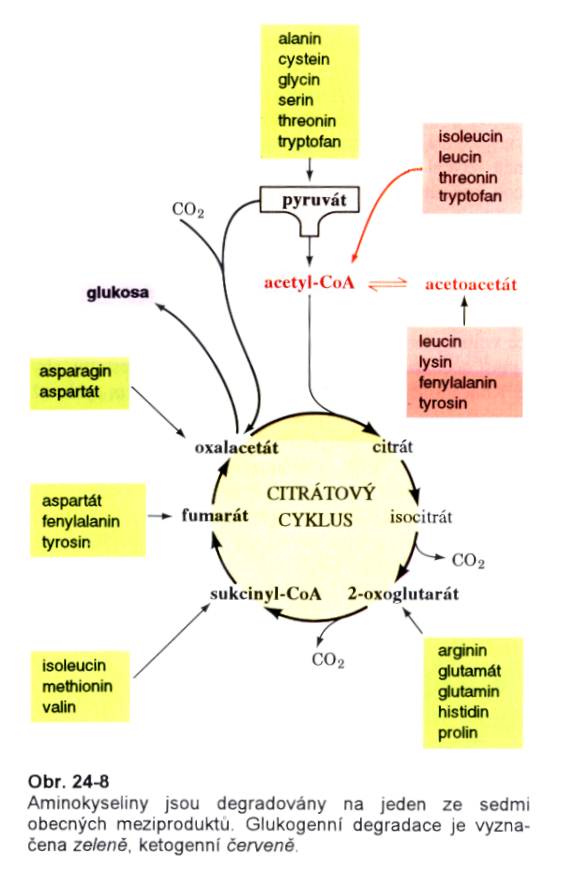 alanin
cystein
glycin
serin
threonin
tryptofan
isoleucin
leucin
threonin
tryptofan
pyruvát
CO₂
acetyl-CoA
acetoacetát
glukosa
leucin
lysin
fenylalanin
tyrosin
asparagin
aspartát
oxalacetát
citrát
CITRÁTOVÝ
CYKLUS
aspartát
fenylalanin
tyrosin
fumarát
isocitrát
CO₂
sukcinyl-CoA
2-oxoglutarát
CO₂
isoleucin
methionin
valin
arginin
glutamát
glutamin
histidin
prolin
Obr. 24-8
Aminokyseliny jsou degradovány na jeden ze sedmi
obecných meziproduktů. Glukogenní degradace je vyzna-
čena zeleně, ketogenní červeně.